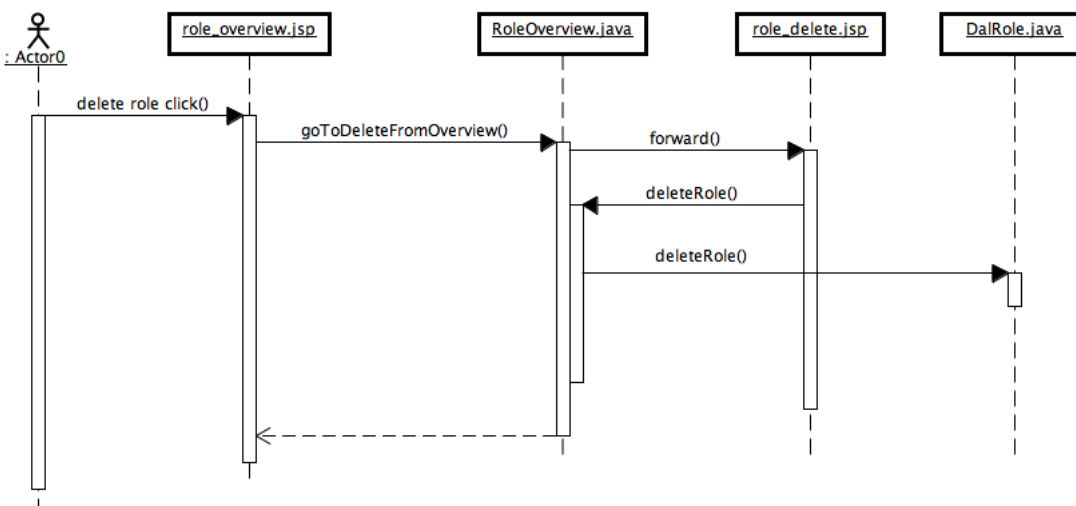 role_overview.jsp
RoleOverview.java
role_delete.jsp
DalRole.java
: Actor0
delete role click()
goToDeleteFromOverview()
forward()
deleteRole()
deleteRole()